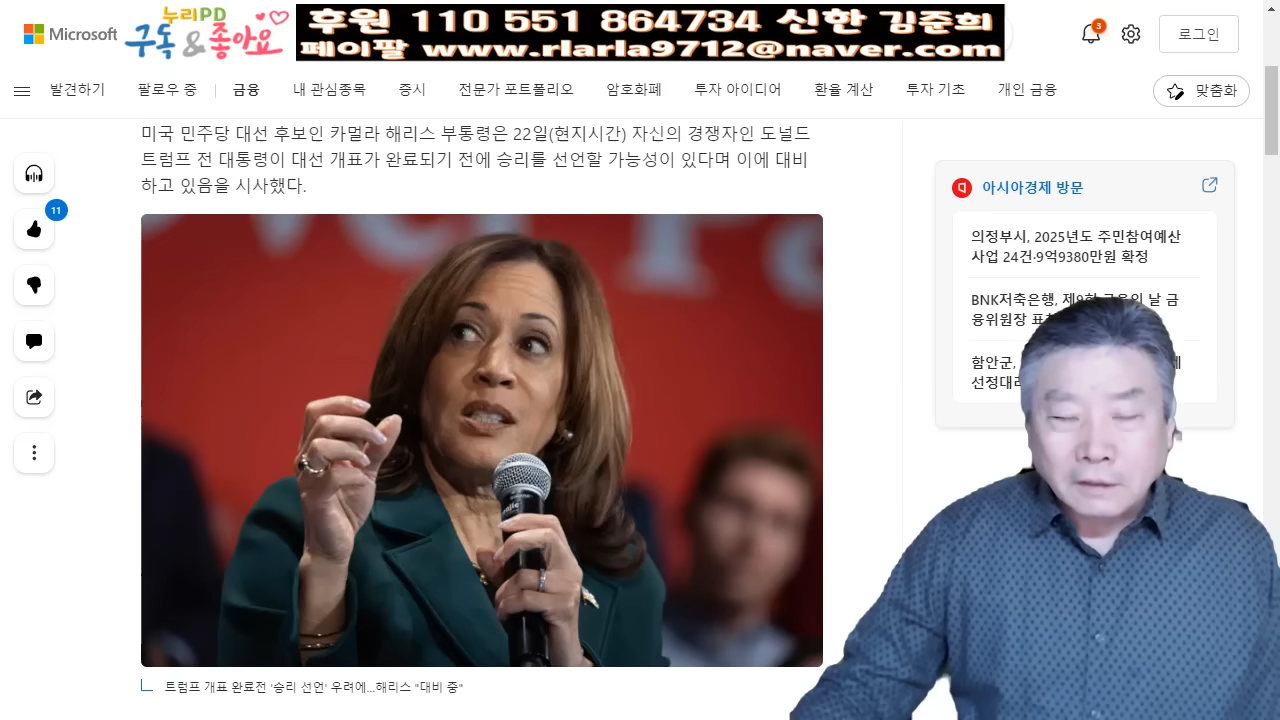 Microsoft
누리PD
구독&좋아요
후원 110 551 864734 신한 김준희
페이팔 www.rlarla9712@naver.com
3
로그인
발견하기 팔로우 중 금융 내 관심종목 증시 전문가 포트폴리오 암호화폐 투자 아이디어 환율 계산 투자 기초 개인 금융 맞춤화
미국 민주당 대선 후보인 카멀라 해리스 부통령은 22일(현지시간) 자신의 경쟁자인 도널드
트럼프 전 대통령이 대선 개표가 완료되기 전에 승리를 선언할 가능성이 있다며 이에 대비
하고 있음을 시사했다.
11
트럼프 개표 완료전 '승리 선언' 우려에...해리스 "대비 중"
아시아경제 방문
의정부시, 2025년도 주민참여예산
사업 24건·9억9380만원 확정
BNK저축은행, 날 금
융위원장
함안군,